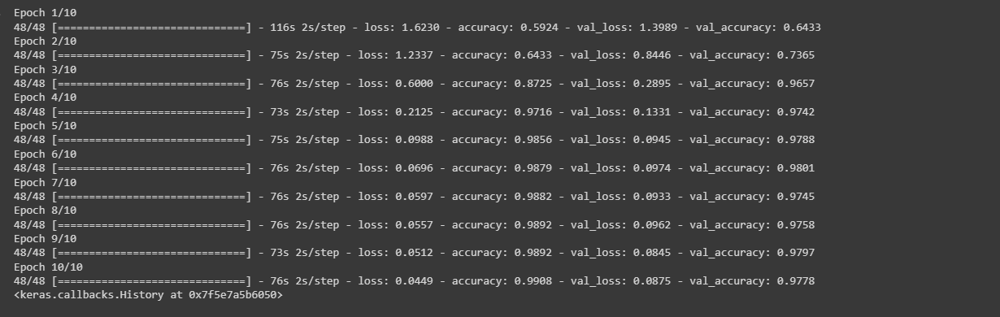 Epoch 1/10
48/48 [==============================] - 116s 2s/step - loss: 1.6230 - accuracy: 0.5924 - val_loss: 1.3989 - val_accuracy: 0.6433
Epoch 2/10
48/48 [==============================] - 75s 2s/step - loss: 1.2337 - accuracy: 0.6433 - val_loss: 0.8446 - val_accuracy: 0.7365
Epoch 3/10
48/48 [==============================] - 76s 2s/step - loss: 0.6000 - accuracy: 0.8725 - val_loss: 0.2895 - val_accuracy: 0.9657
Epoch 4/10
48/48 [==============================] - 73s 2s/step - loss: 0.2125 - accuracy: 0.9716 - val_loss: 0.1331 - val_accuracy: 0.9742
Epoch 5/10
48/48 [==============================] - 75s 2s/step - loss: 0.0988 - accuracy: 0.9856 - val_loss: 0.0945 - val_accuracy: 0.9788
Epoch 6/10
48/48 [==============================] - 76s 2s/step - loss: 0.0696 - accuracy: 0.9879 - val_loss: 0.0974 - val_accuracy: 0.9801
Epoch 7/10
48/48 [==============================] - 76s 2s/step - loss: 0.0597 - accuracy: 0.9882 - val_loss: 0.0933 - val_accuracy: 0.9745
Epoch 8/10
48/48 [==============================] - 76s 2s/step - loss: 0.0557 - accuracy: 0.9892 - val_loss: 0.0962 - val_accuracy: 0.9758
Epoch 9/10
48/48 [==============================] - 73s 2s/step - loss: 0.0512 - accuracy: 0.9892 - val_loss: 0.0845 - val_accuracy: 0.9797
Epoch 10/10
48/48 [==============================] - 76s 2s/step - loss: 0.0449 - accuracy: 0.9908 - val_loss: 0.0875 - val_accuracy: 0.9778
<keras.callbacks.History at 0x7f5e7a5b6050>